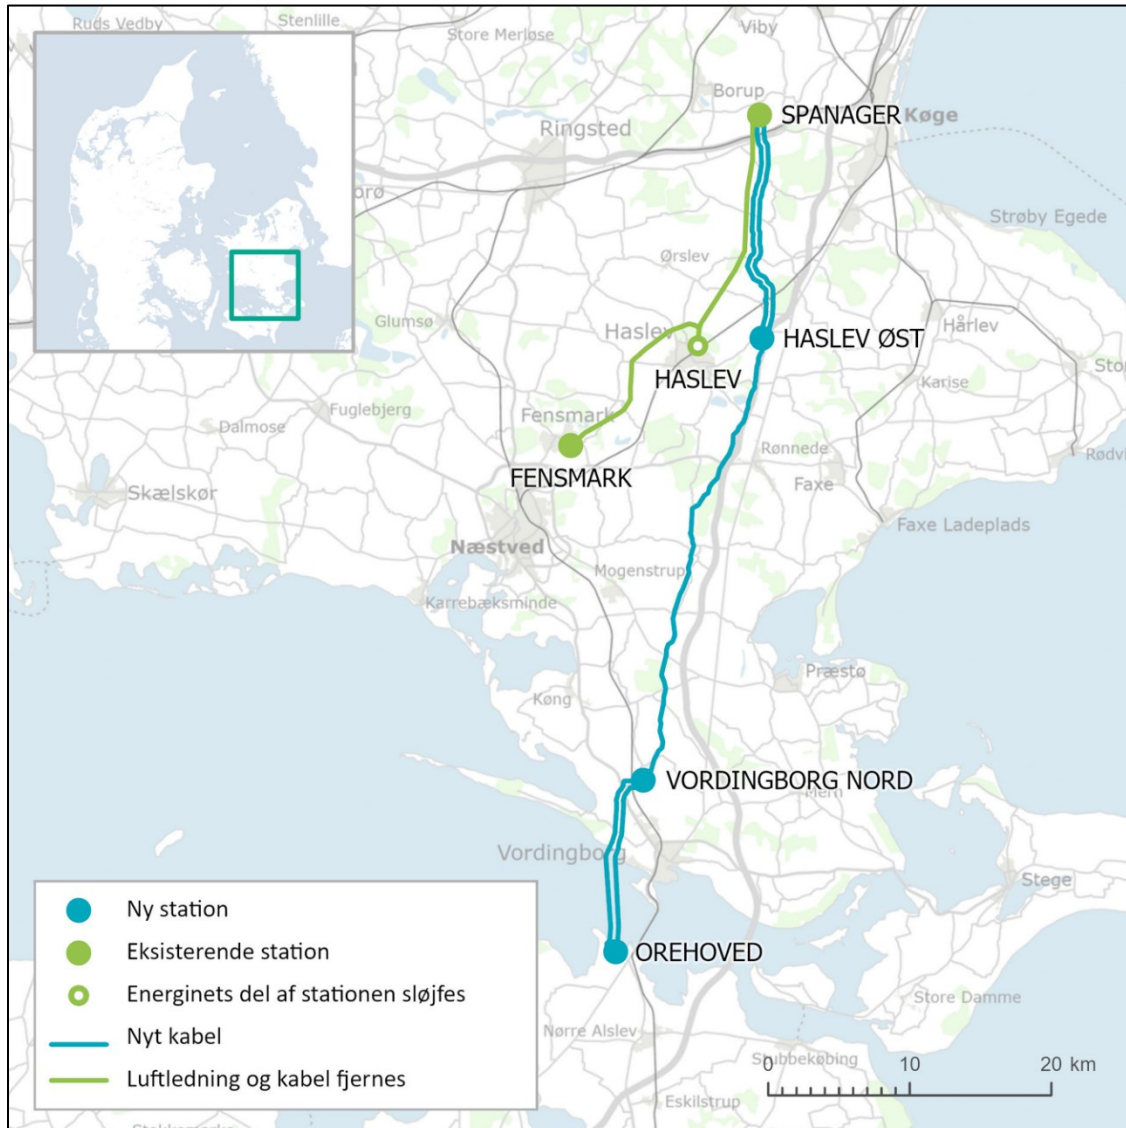 Ruds Vedby
Stenlille
Store Merløse
Viby
Borup
SPANAGER
Køge
Ringsted
orø
Strøby Egede
Ørslev
Glumsø
Haslev
HASLEV ØST
Hårlev
HASLEV
Karise
Fuglebjerg
Fensmark
Dalmose
Rønnede
FENSMARK
Faxe
Skælskør
Faxe Ladeplads
Næstved
Mogenstrup
Karrebæksminde
Præstø
Køng
VORDINGBORG NORD
Mern
Vordingborg
Stege
Ny station
Eksisterende station
OREHOVED
Energinets del af stationen sløjfes
Store Damme
Nyt kabel
Nørre Alslev
Stubbekøbing
Luftledning og kabel fjernes
0 10 20 km
Eskilstrup